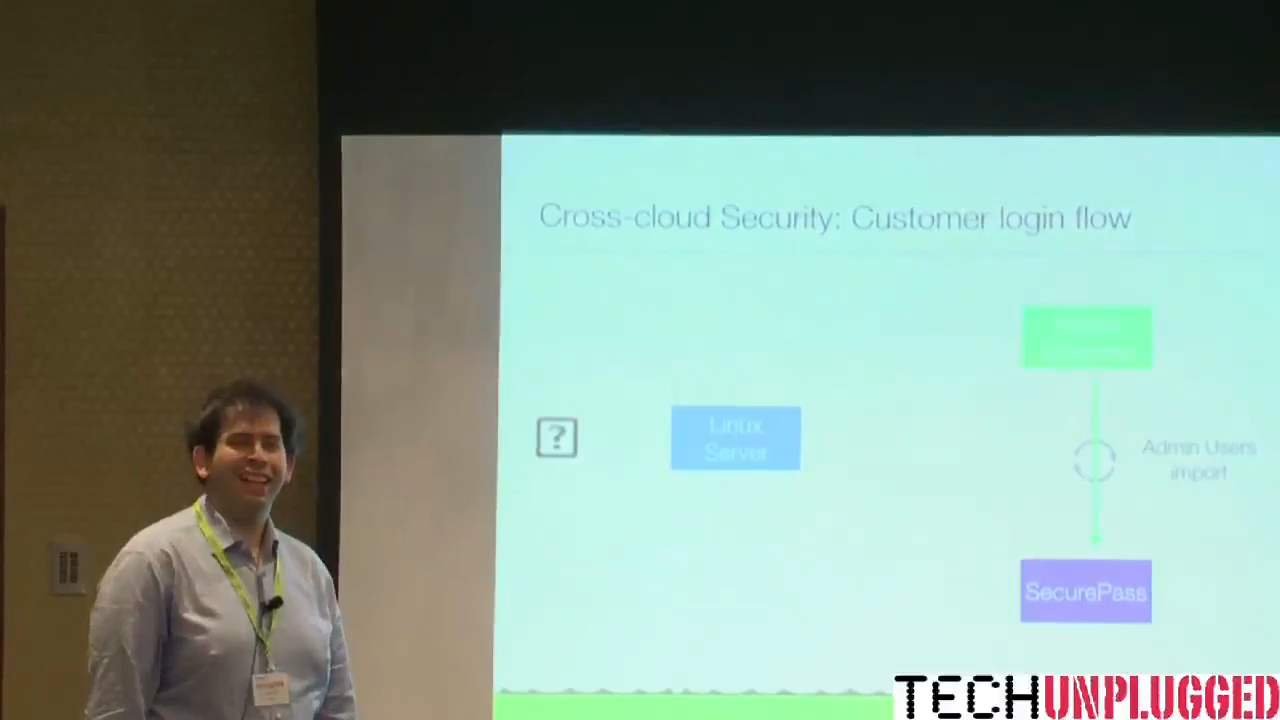 Cross-cloud Security: Customer login flow
?
Linux
Server
Admin Users
import
SecurePass
TECHUNPLUGGED